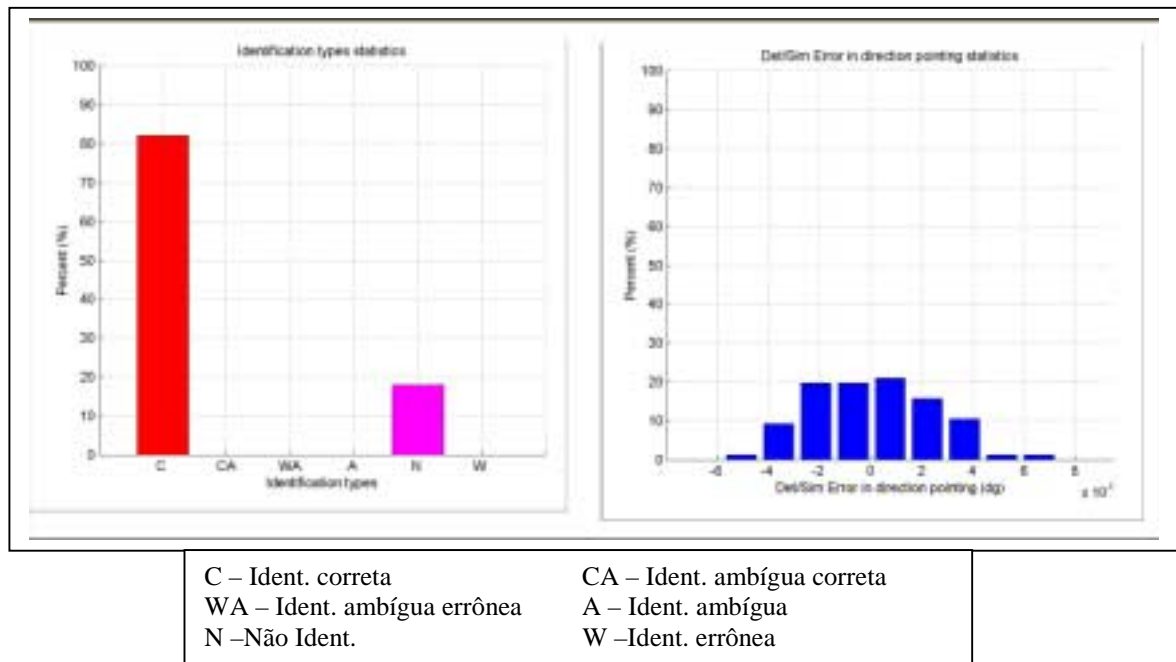 Identification types statistics
100
90
80
70
60
50
40
30
20
10
0
Percent (%)
C CA WA A N W
Identification types
Det/Sim Error in direction pointing statistics
100
90
80
70
60
50
40
30
20
10
0
Percent (%)
-6 -4 -2 0 2 4 6 8
Det/Sim Error in direction pointing (dg)
x 10
C – Ident. correta CA – Ident. ambígua correta
WA – Ident. ambígua errônea A – Ident. ambígua
N –Não Ident. W –Ident. errônea